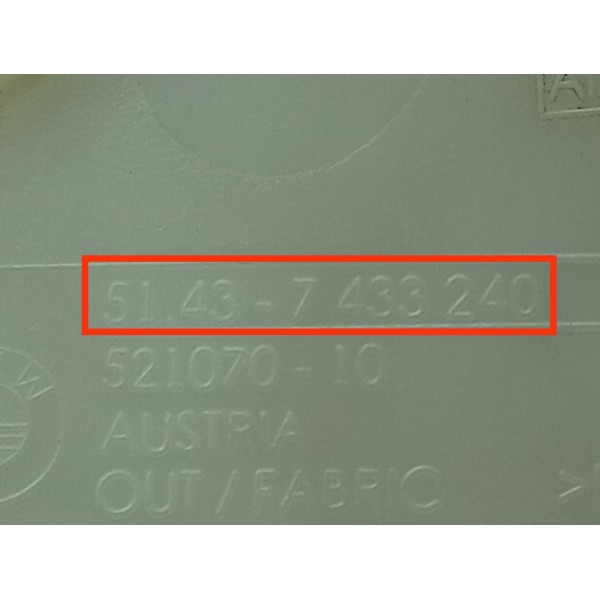 51.43 - 7 433 240
521070 - 10
AUSTRIA
OUT / FABRIC